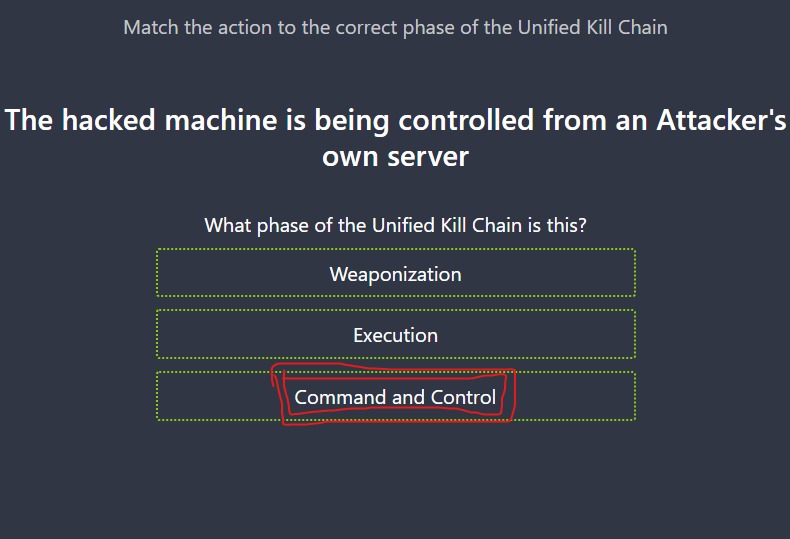 Match the action to the correct phase of the Unified Kill Chain
The hacked machine is being controlled from an Attacker's
own server
What phase of the Unified Kill Chain is this?
Weaponization
Execution
Command and Control